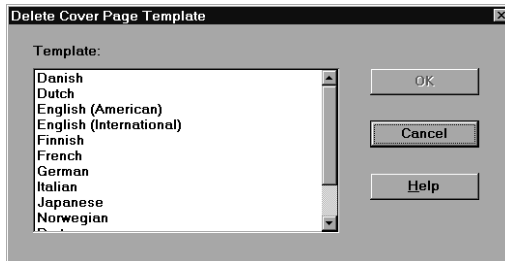 Delete Cover Page Template
Template:
Danish
Dutch
English (American)
English (International)
Finnish
French
German
Italian
Japanese
Norwegian
OK
Cancel
Help